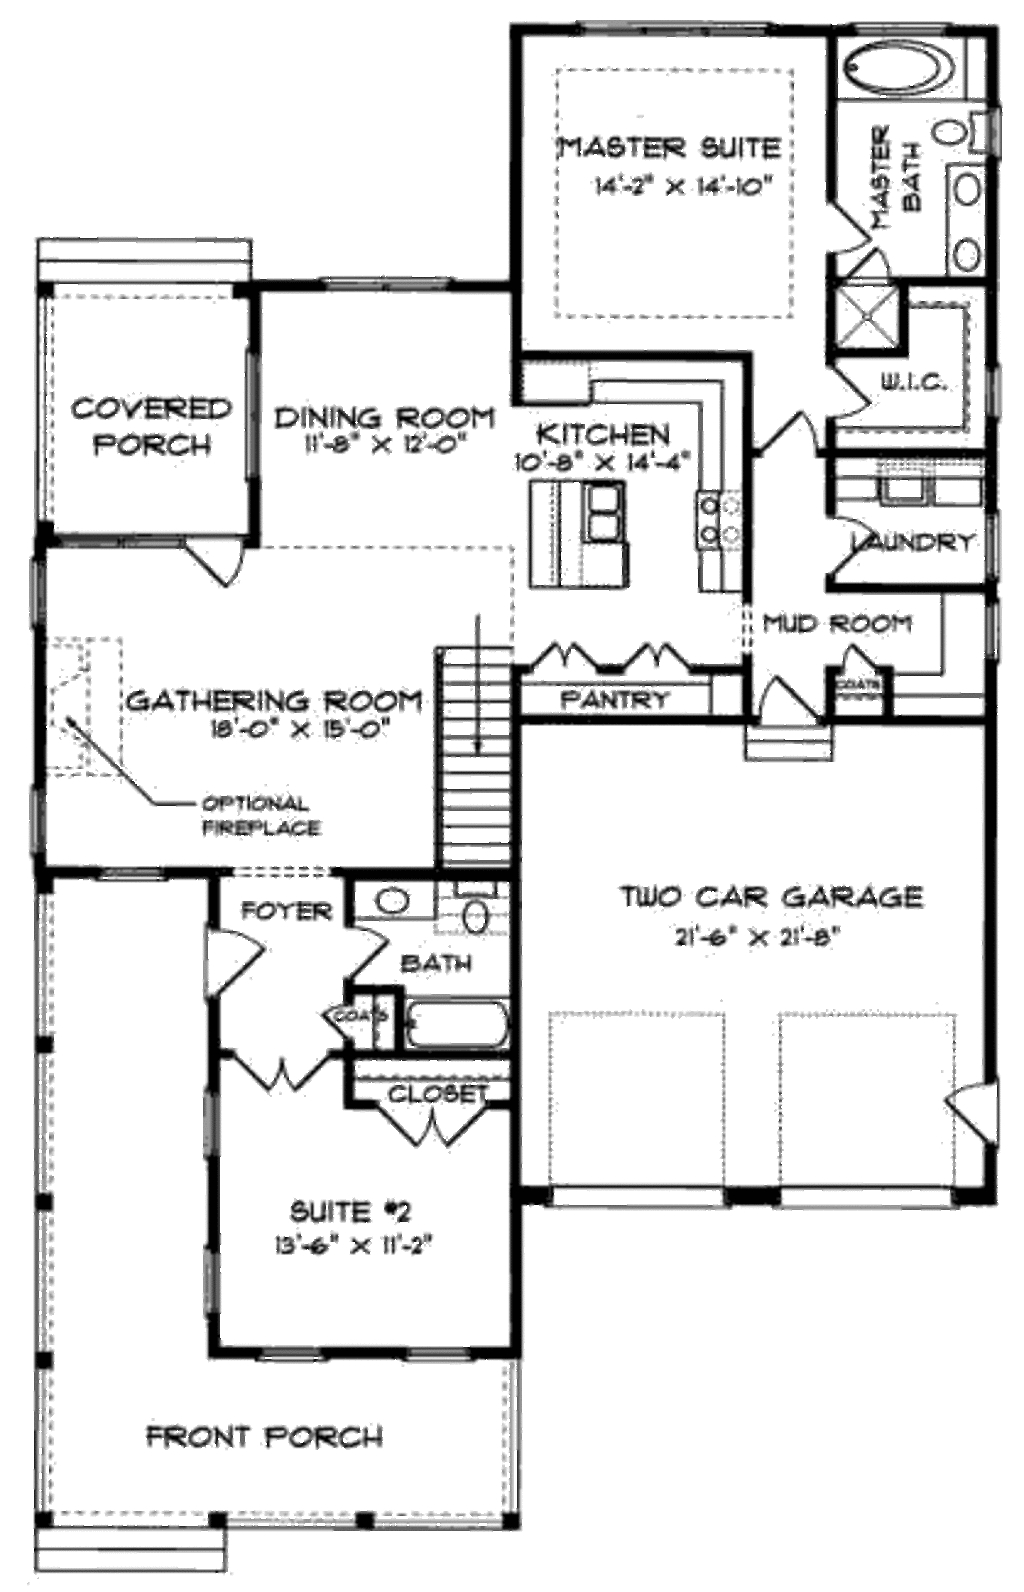 MASTER SUITE
14'-2" X 14'-10"
MASTER
BATH
W.I.C.
COVERED
PORCH
DINING ROOM
11'-8" X 12'-0"
KITCHEN
10'-8" X 14'-4"
LAUNDRY
MUD ROOM
COATS
PANTRY
GATHERING ROOM
18'-0" X 15'-0"
OPTIONAL
FIREPLACE
TWO CAR GARAGE
21'-6" X 21'-8"
FOYER
BATH
COATS
CLOSET
SUITE #2
13'-6" X 11'-2"
FRONT PORCH